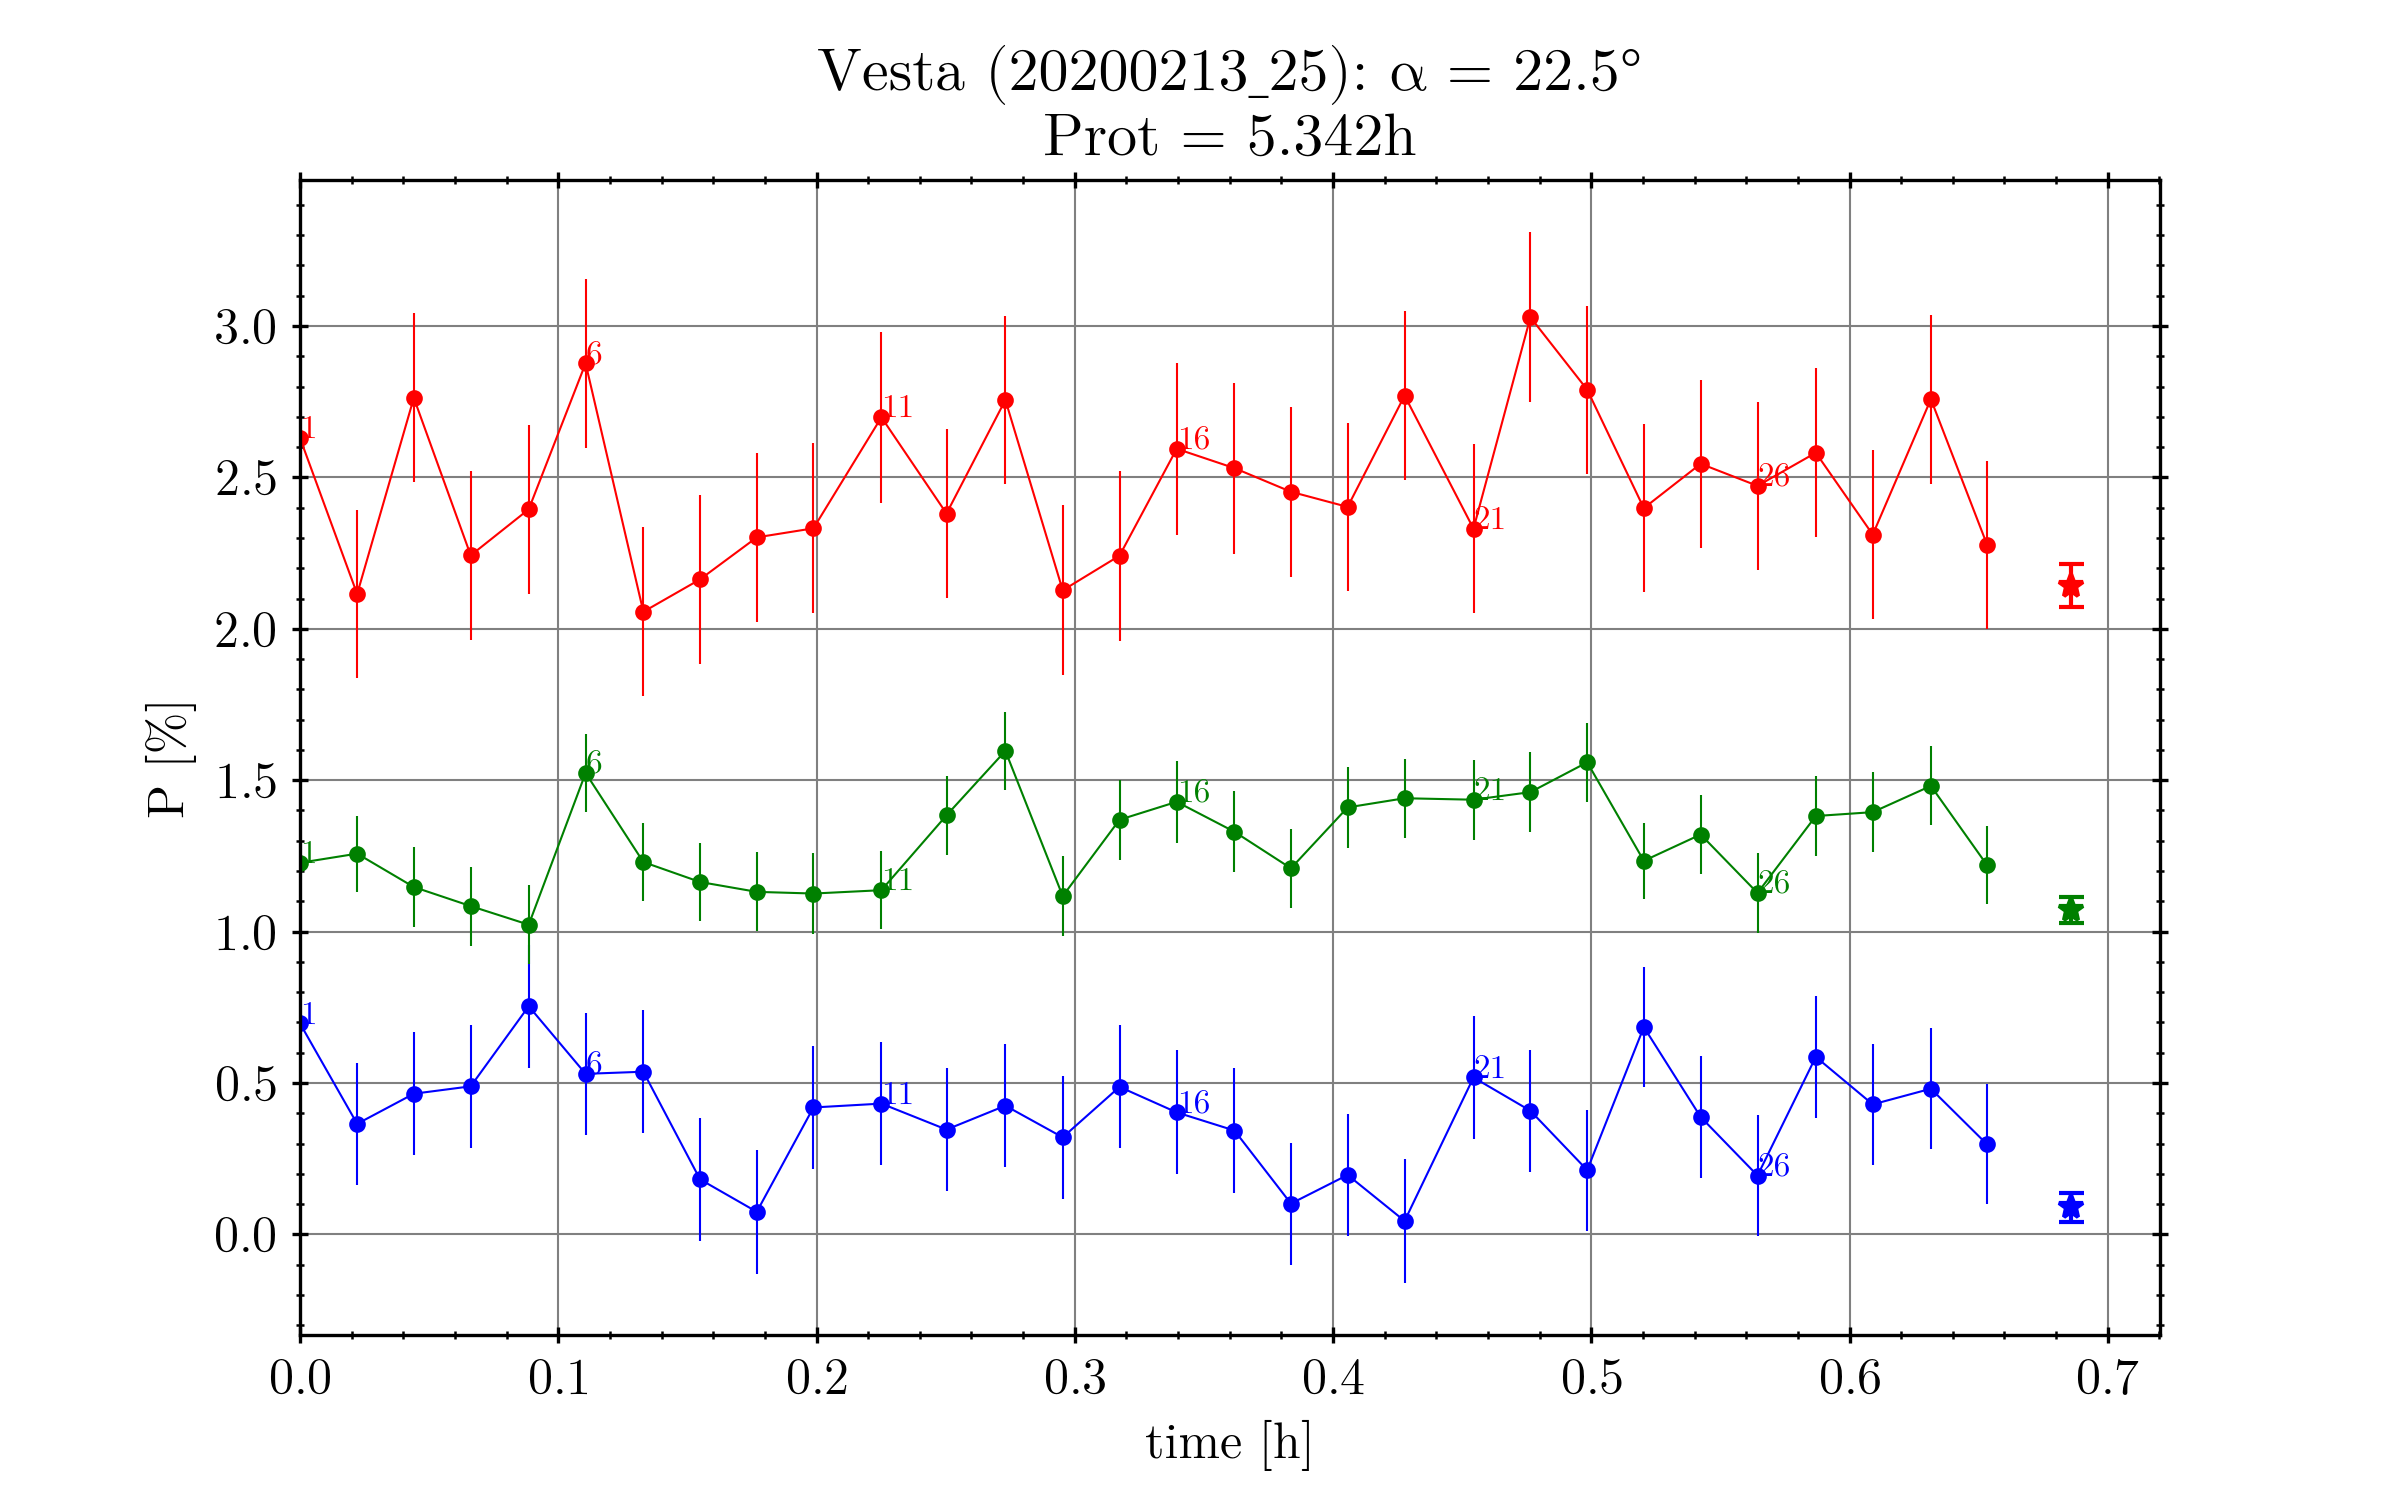 Vesta (20200213_25): α = 22.5°
Prot = 5.342h
P [%]
3.0
2.5
2.0
1.5
1.0
0.5
0.0
1 6 11 16 21 26
1 6 11 16 21 26
1 6 11 16 21 26
0.0 0.1 0.2 0.3 0.4 0.5 0.6 0.7
time [h]